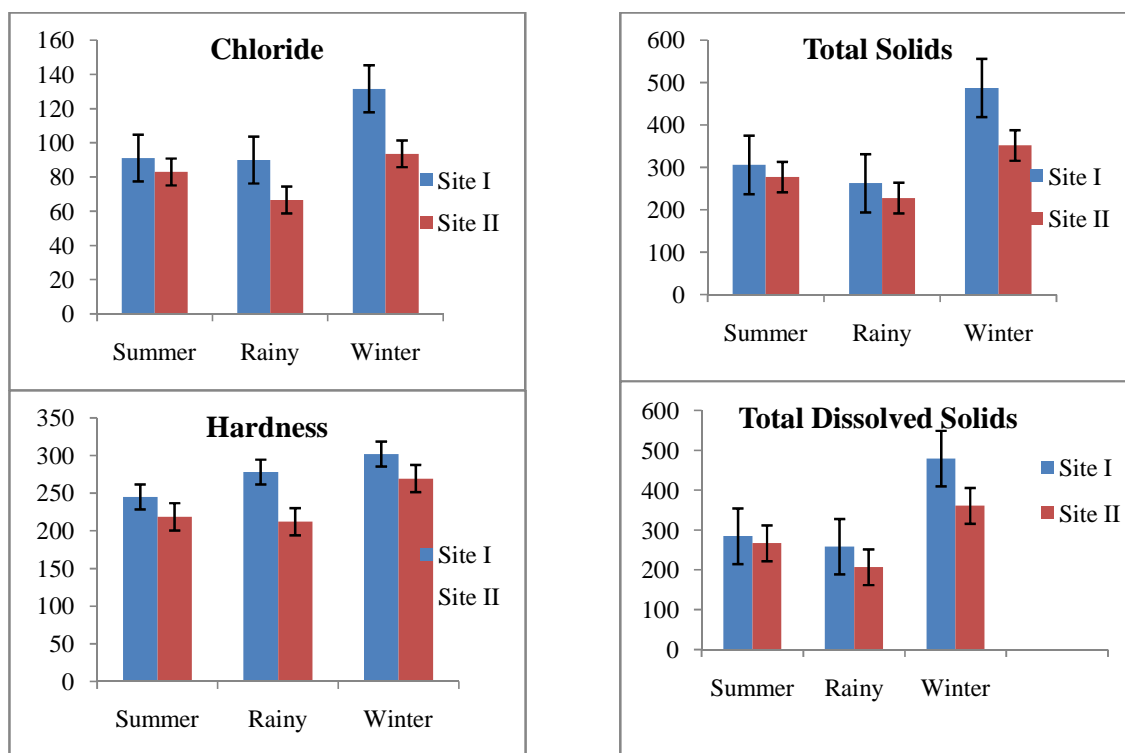 Chloride
160
140
120
100
80
60
40
20
0
Site I
Site II
Summer Rainy Winter
Total Solids
600
500
400
300
200
100
0
Site I
Site II
Summer Rainy Winter
Hardness
350
300
250
200
150
100
50
0
Site I
Site II
Summer Rainy Winter
Total Dissolved Solids
600
500
400
300
200
100
0
Site I
Site II
Summer Rainy Winter